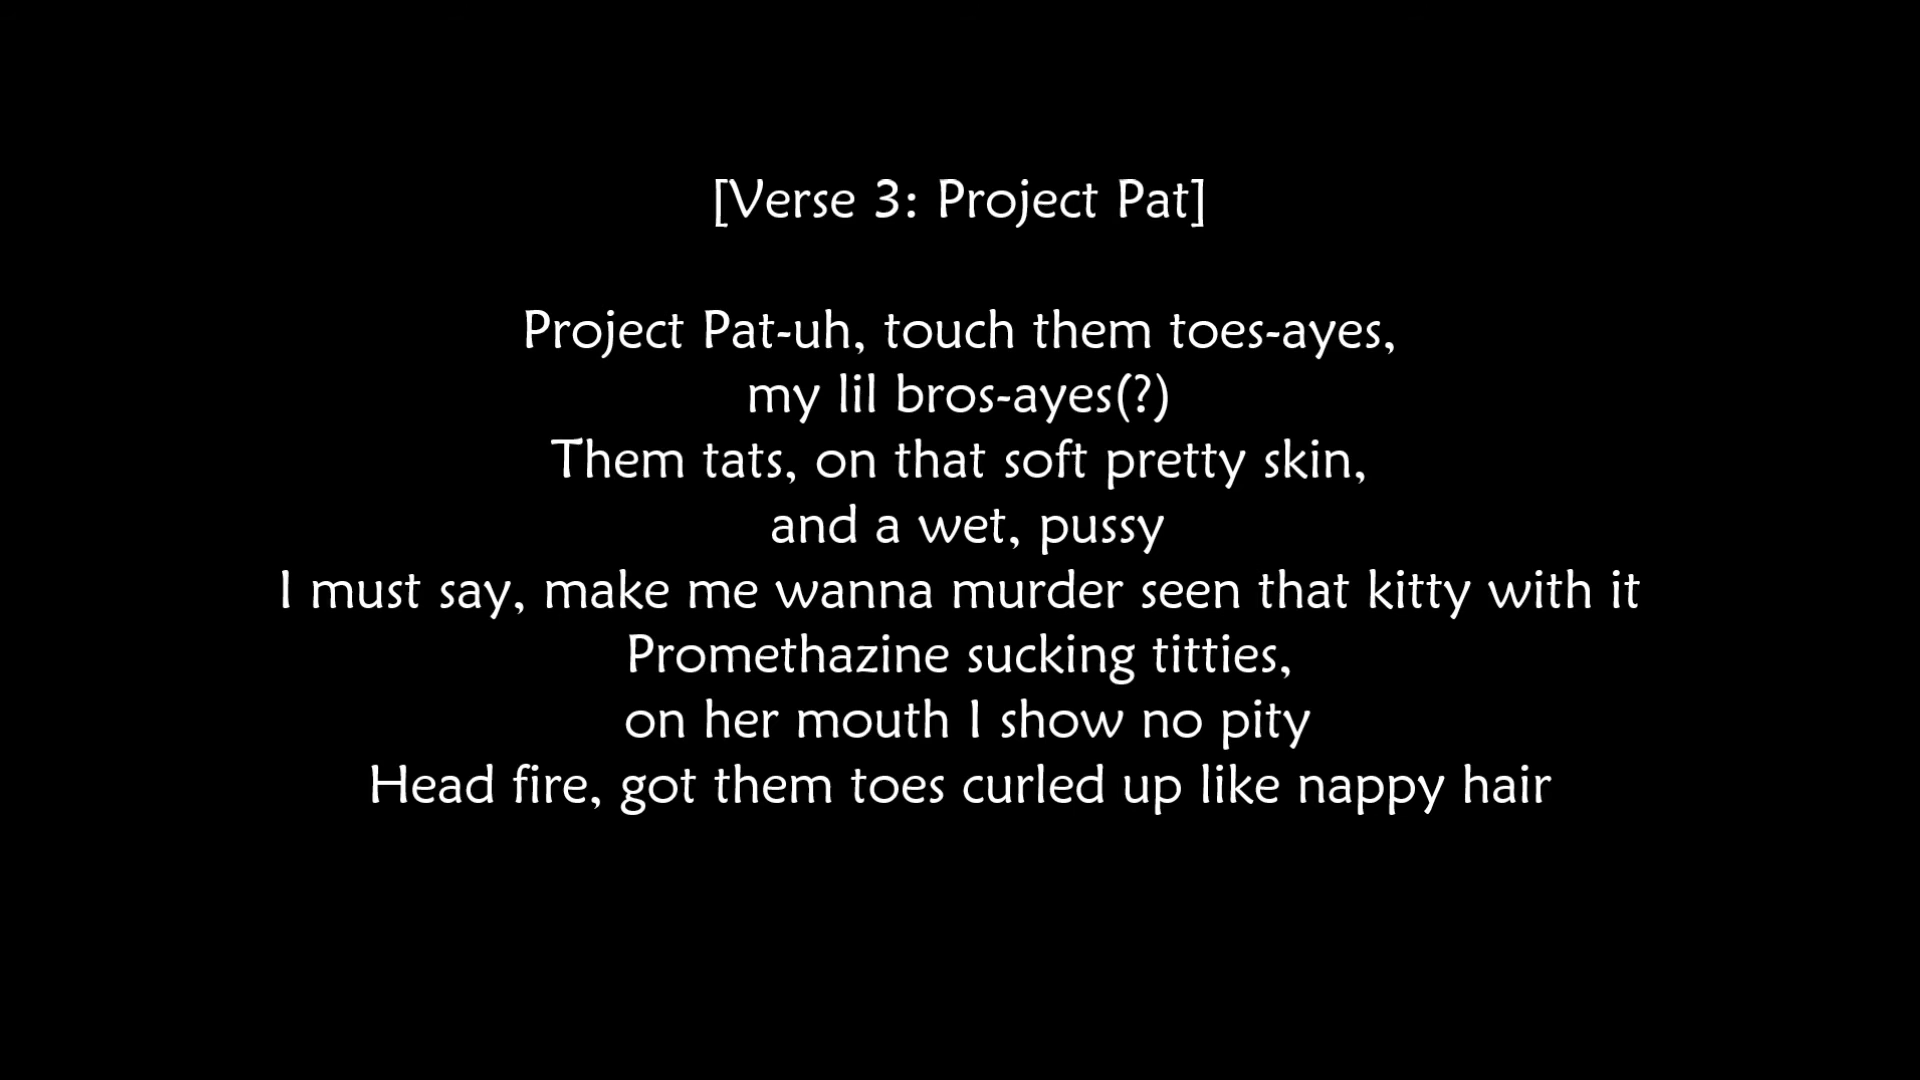 [Verse 3: Project Pat]
Project Pat-uh, touch them toes-ayes,
my lil bros-ayes(?)
Them tats, on that soft pretty skin,
and a wet, pussy
I must say, make me wanna murder seen that kitty with it
Promethazine sucking titties,
on her mouth I show no pity
Head fire, got them toes curled up like nappy hair